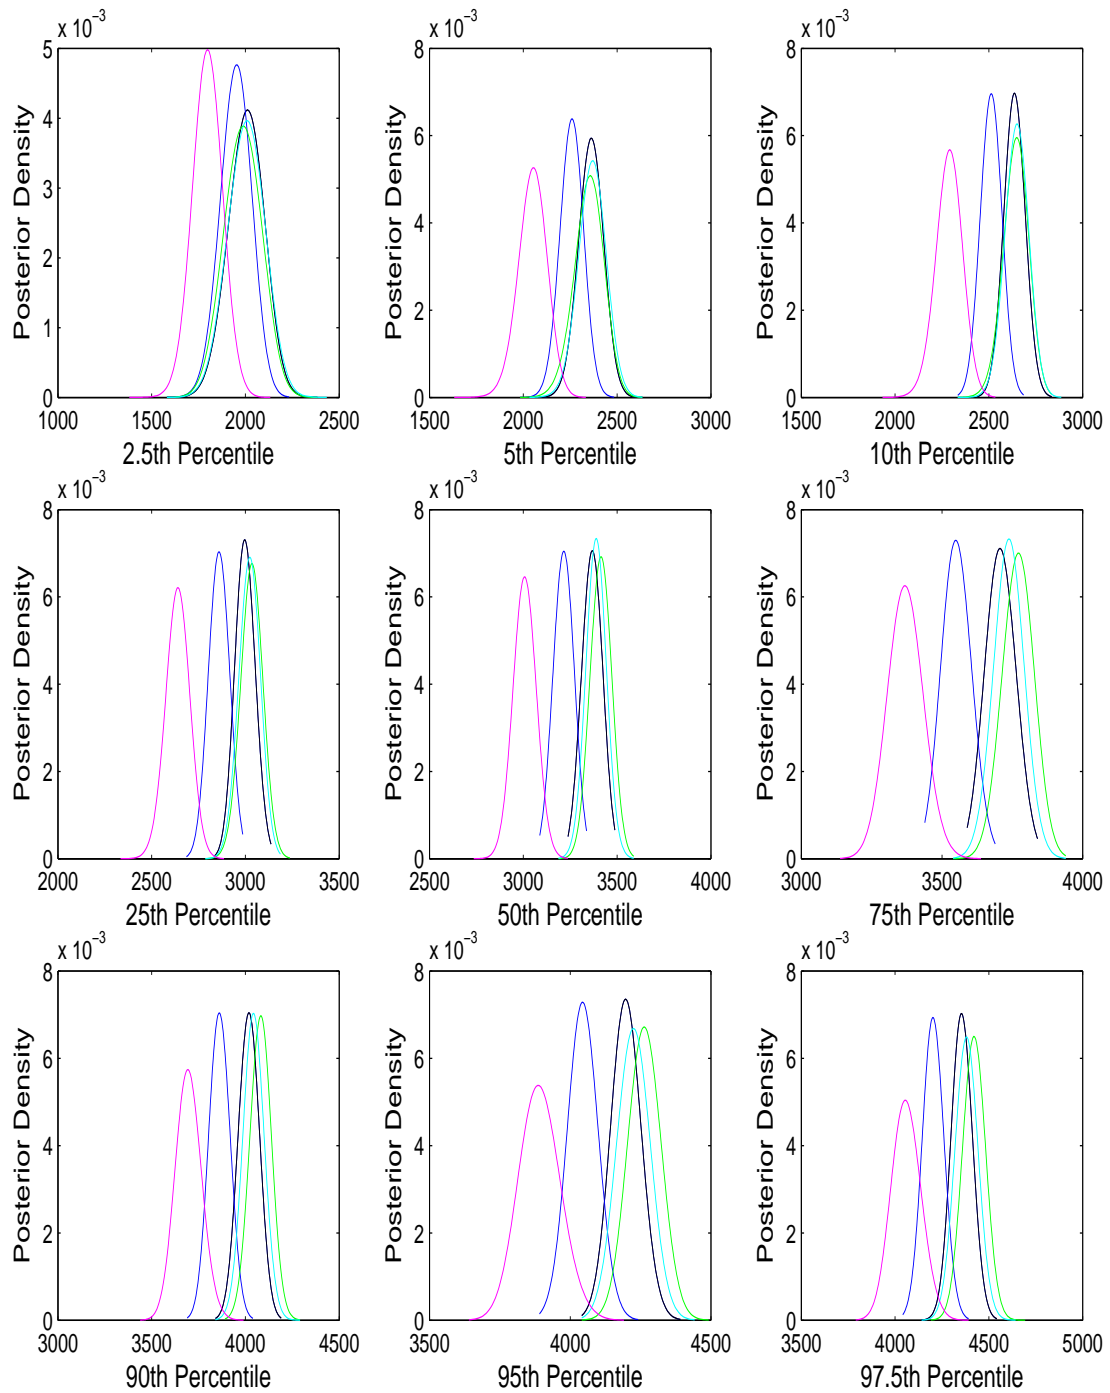 x 10⁻³ x 10⁻³ x 10⁻³
5 8 8
4 6 6
3 4 4
2 2 2
1
0 0 0
Posterior Density Posterior Density Posterior Density
1000 1500 2000 2500 1500 2000 2500 3000 1000 1500 2000 2500 3000
2.5th Percentile 5th Percentile 10th Percentile
x 10⁻³ x 10⁻³ x 10⁻³
8 8 8
6 6 6
4 4 4
2 2 2
0 0 0
Posterior Density Posterior Density Posterior Density
2000 2500 3000 3500 2500 3000 3500 4000 3000 3500 4000
25th Percentile 50th Percentile 75th Percentile
x 10⁻³ x 10⁻³ x 10⁻³
8 8 8
6 6 6
4 4 4
2 2 2
0 0 0
Posterior Density Posterior Density Posterior Density
3000 3500 4000 4500 3500 4000 4500 3500 4000 4500 5000
90th Percentile 95th Percentile 97.5th Percentile